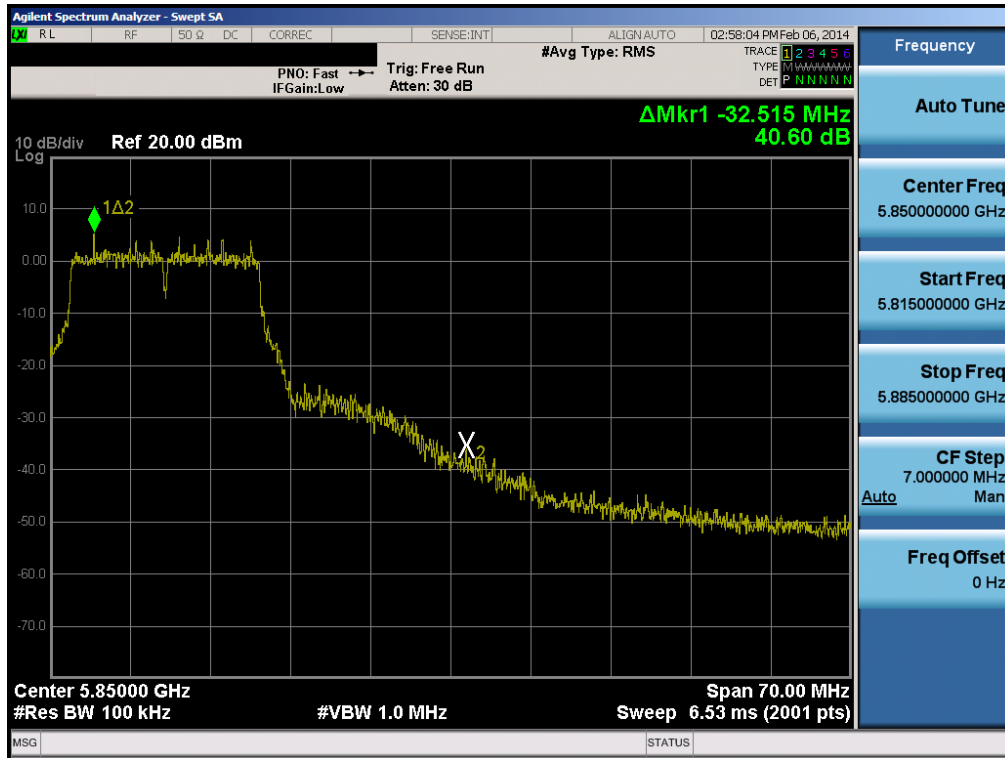 Agilent Spectrum Analyzer - Swept SA
LXI RL RF 50 Ω DC CORREC SENSE:INT ALIGN AUTO 02:58:04 PM Feb 06, 2014
#Avg Type: RMS
TRACE 1 2 3 4 5 6
TYPE M WWWWW
DET P N N N N N
PNO: Fast
IFGain:Low
Trig: Free Run
Atten: 30 dB
ΔMkr1 -32.515 MHz
40.60 dB
10 dB/div Ref 20.00 dBm
Log
10.0
0.00
-10.0
-20.0
-30.0
-40.0
-50.0
-60.0
-70.0
1Δ2
X2
Center 5.85000 GHz Span 70.00 MHz
#Res BW 100 kHz #VBW 1.0 MHz Sweep 6.53 ms (2001 pts)
MSG STATUS
Frequency
Auto Tune
Center Freq
5.850000000 GHz
Start Freq
5.815000000 GHz
Stop Freq
5.885000000 GHz
CF Step
7.000000 MHz
Auto Man
Freq Offset
0 Hz